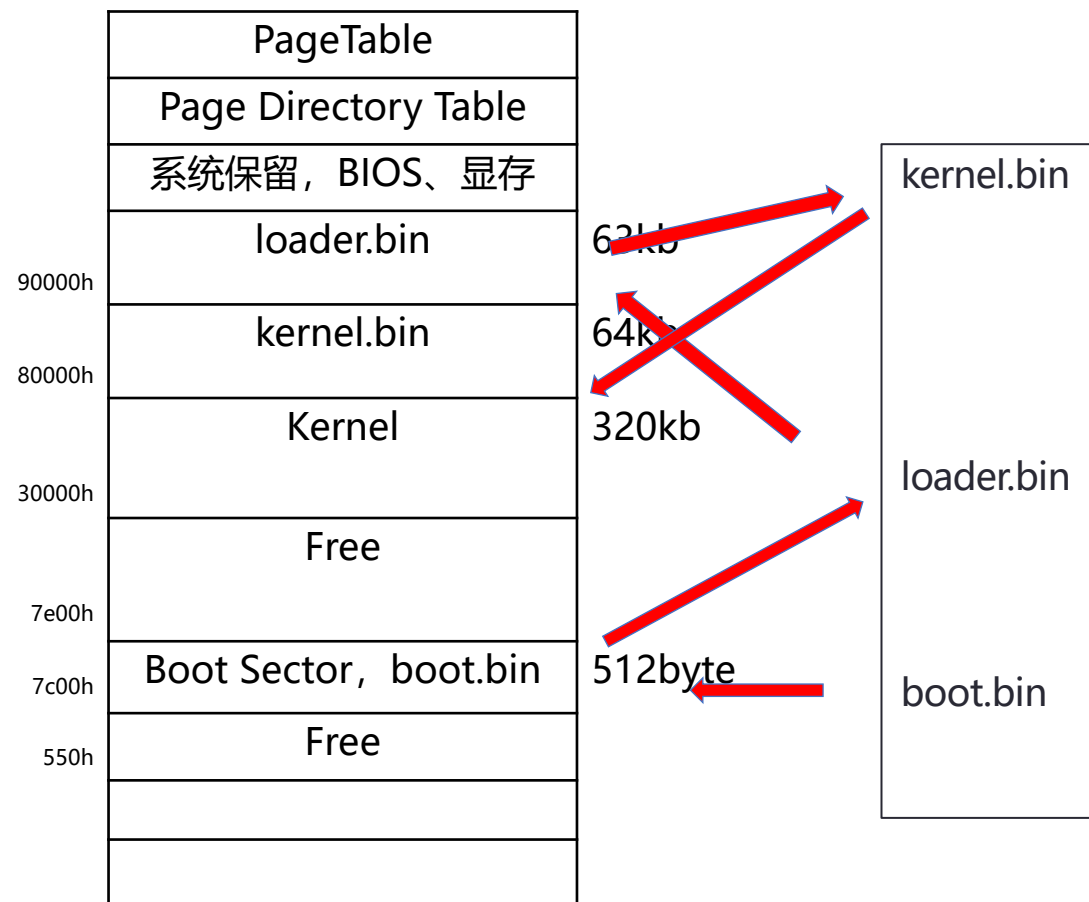 PageTable
Page Directory Table
系统保留，BIOS、显存
loader.bin
63kb
90000h
kernel.bin
64kb
80000h
Kernel
320kb
30000h
Free
7e00h
Boot Sector，boot.bin
512byte
7c00h
Free
550h
kernel.bin
loader.bin
boot.bin